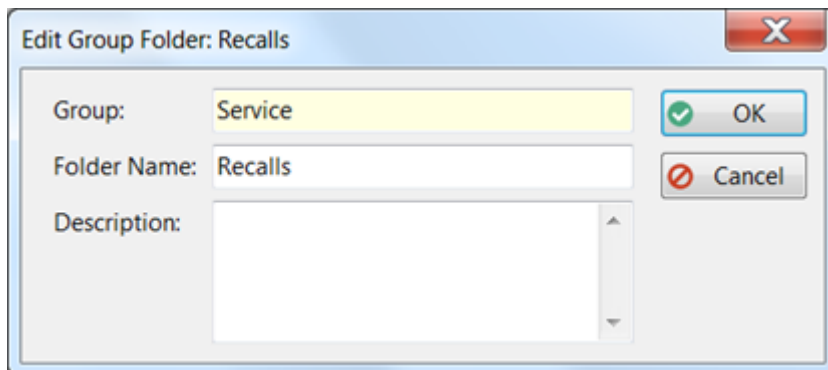 Edit Group Folder: Recalls
Group: Service
OK
Folder Name: Recalls
Cancel
Description: